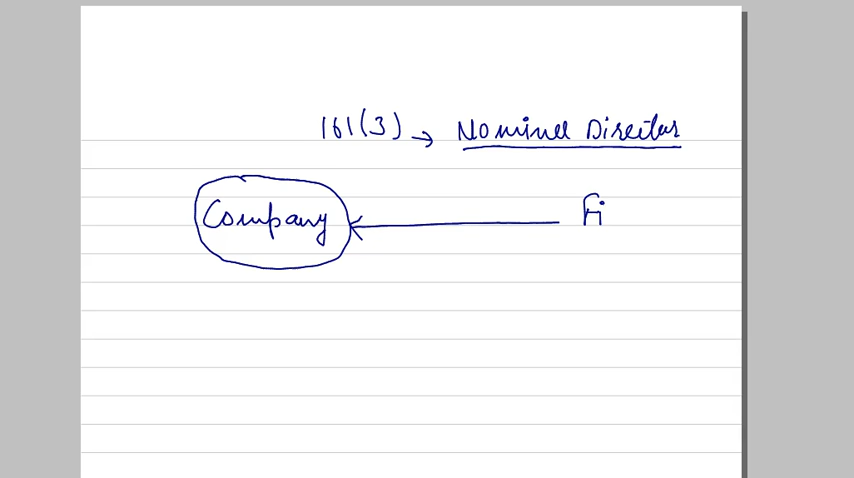 161(3) → Nominee Director
Company ← Fi